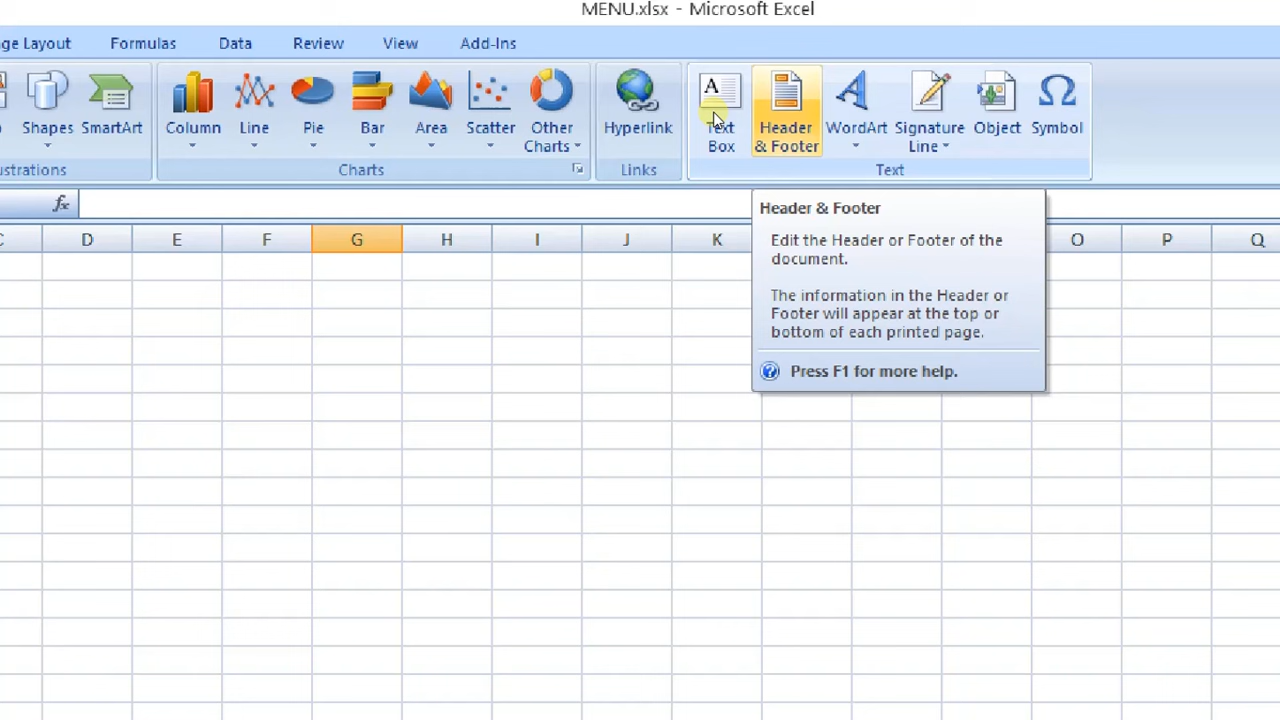 MENU.xlsx - Microsoft Excel
ge Layout Formulas Data Review View Add-Ins
Shapes SmartArt Column Line Pie Bar Area Scatter Other Charts Hyperlink Text Box Header & Footer WordArt Signature Line Object Symbol
ustrations Charts Links Text
fx
C D E F G H I J K O P Q
Header & Footer
Edit the Header or Footer of the
document.
The information in the Header or
Footer will appear at the top or
bottom of each printed page.
Press F1 for more help.